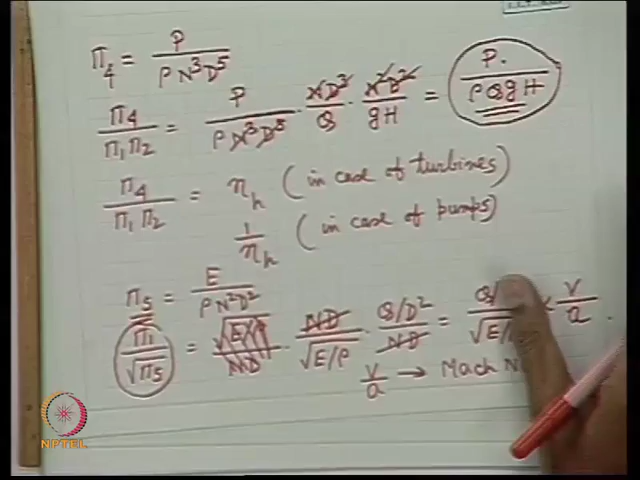 π₄ = P / ρN³D⁵
π₄ / π₁π₂ = P / ρN³D⁵ · ND³ / Q · N²D² / gH = P / ρQgH
π₄ / π₁π₂ = ηₕ (in case of turbines)
1 / ηₕ (in case of pumps)
π₅ = E / ρN²D²
π₁ / √π₅ = · ND / √E/ρ · Q/D² / ND = Q/ / √E/ V / a
V / a → Mach N
NPTEL